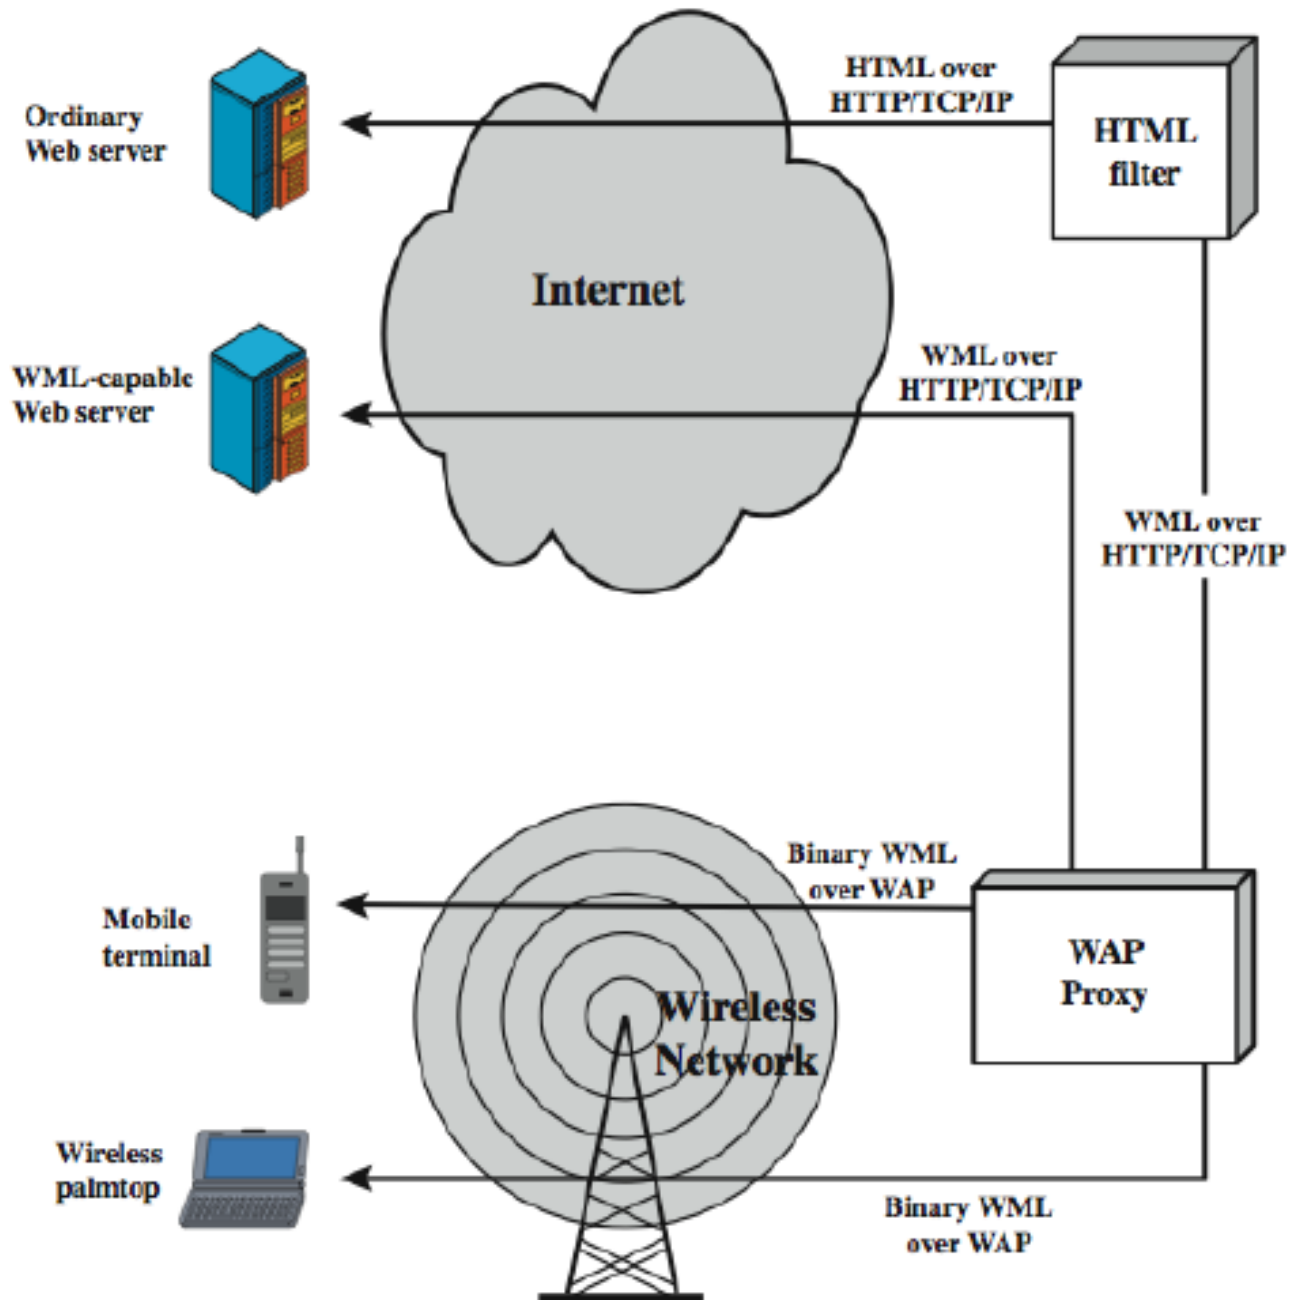 HTML over
HTTP/TCP/IP
HTML
filter
Ordinary
Web server
Internet
WML over
HTTP/TCP/IP
WML-capable
Web server
WML over
HTTP/TCP/IP
Binary WML
over WAP
Mobile
terminal
WAP
Proxy
Wireless
Network
Wireless
palmtop
Binary WML
over WAP